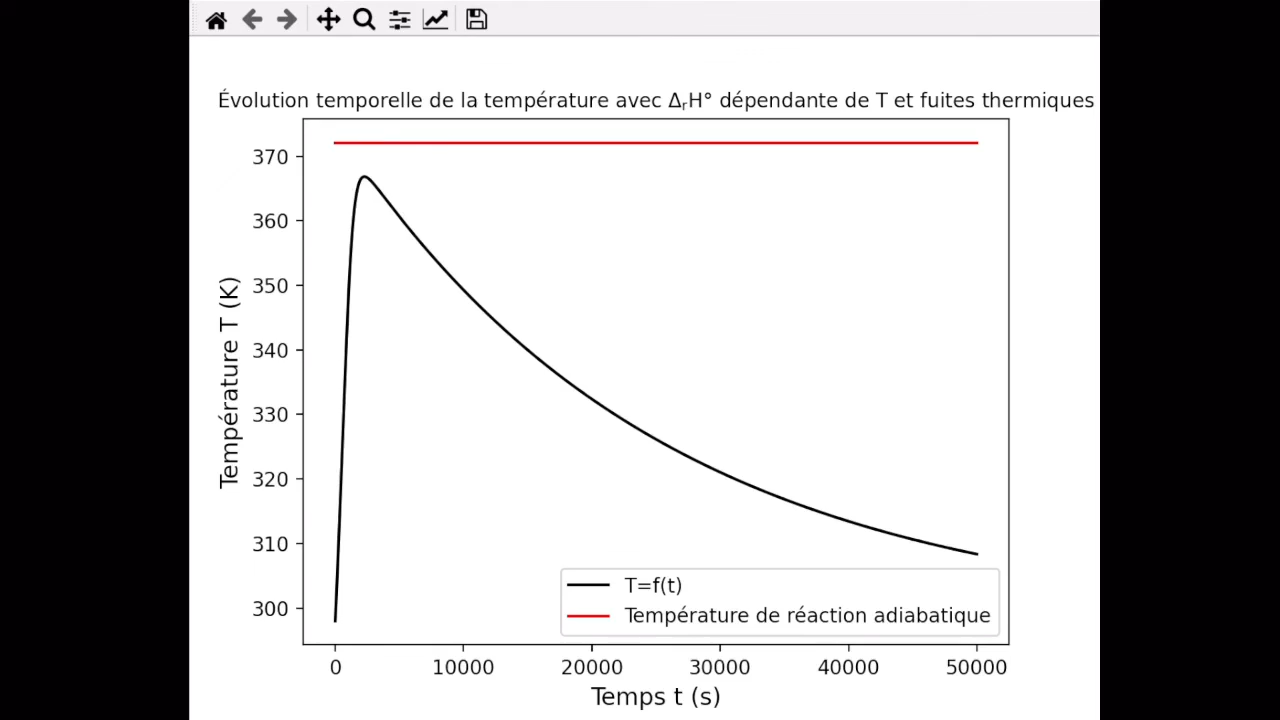 Évolution temporelle de la température avec ΔᵣH° dépendante de T et fuites thermiques
370
360
350
340
330
320
310
300
Température T (K)
T=f(t)
Température de réaction adiabatique
0 10000 20000 30000 40000 50000
Temps t (s)